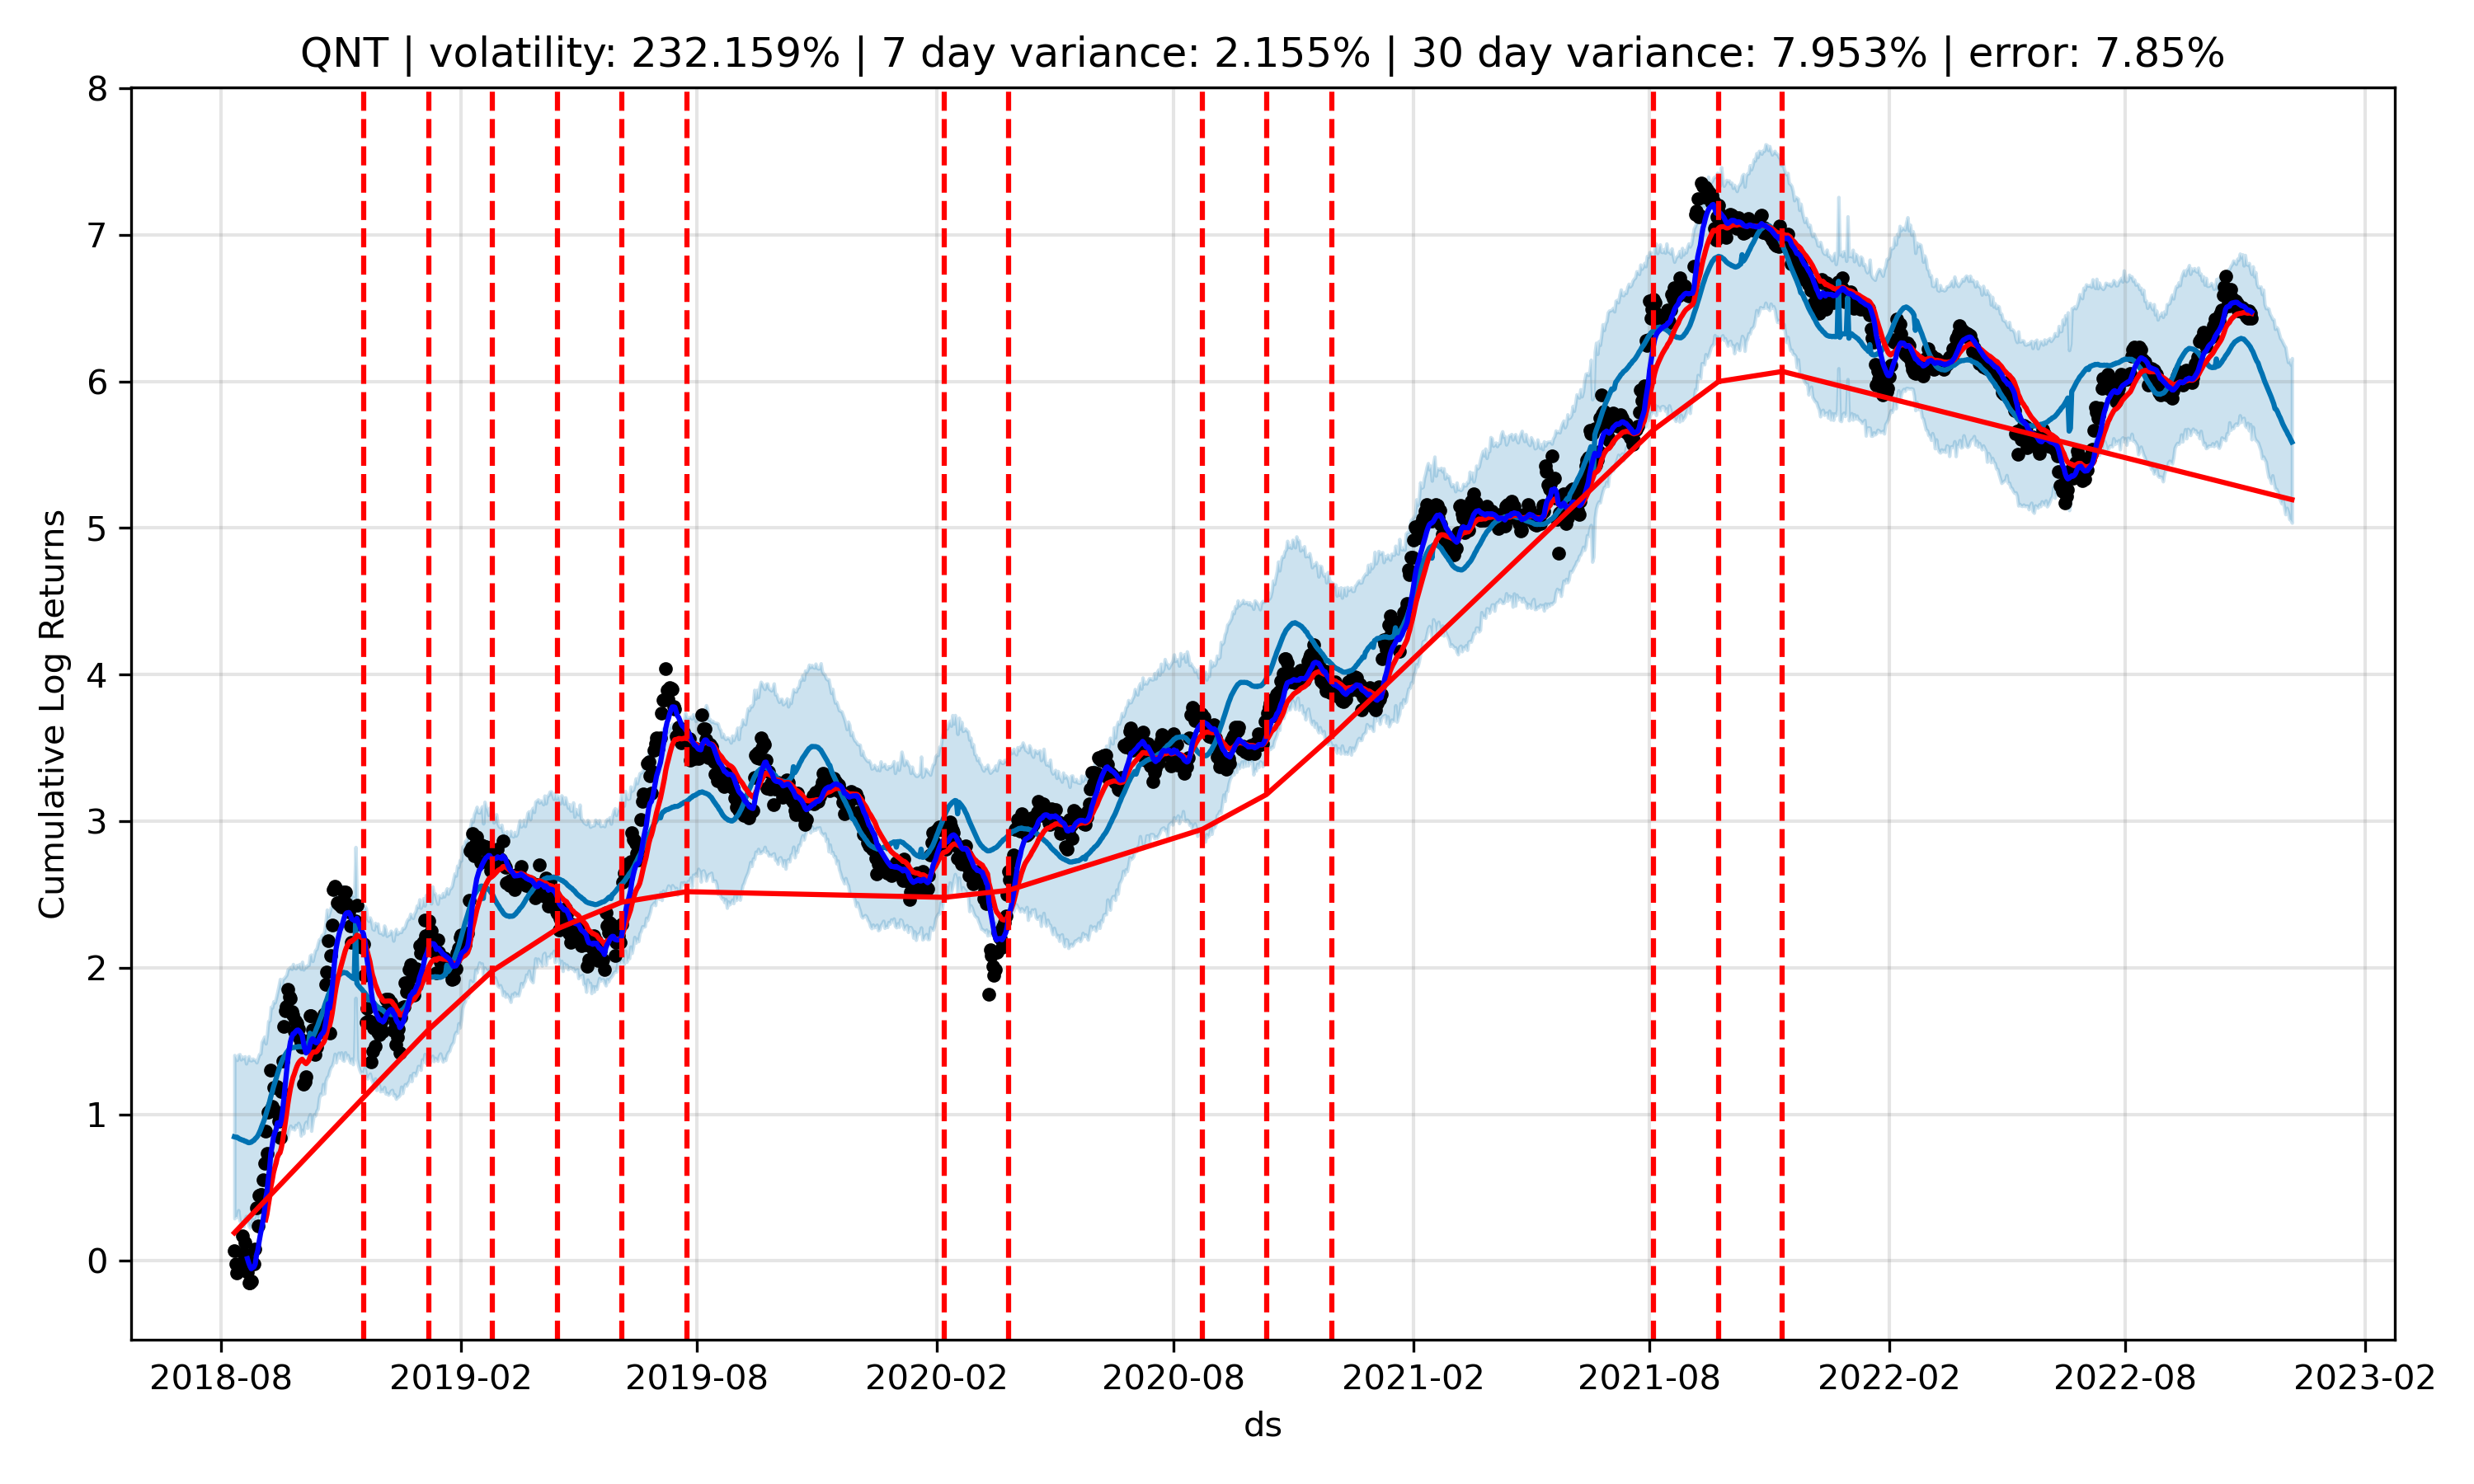 QNT | volatility: 232.159% | 7 day variance: 2.155% | 30 day variance: 7.953% | error: 7.85%
8
7
6
5
4
3
2
1
0
Cumulative Log Returns
2018-08 2019-02 2019-08 2020-02 2020-08 2021-02 2021-08 2022-02 2022-08 2023-02
ds